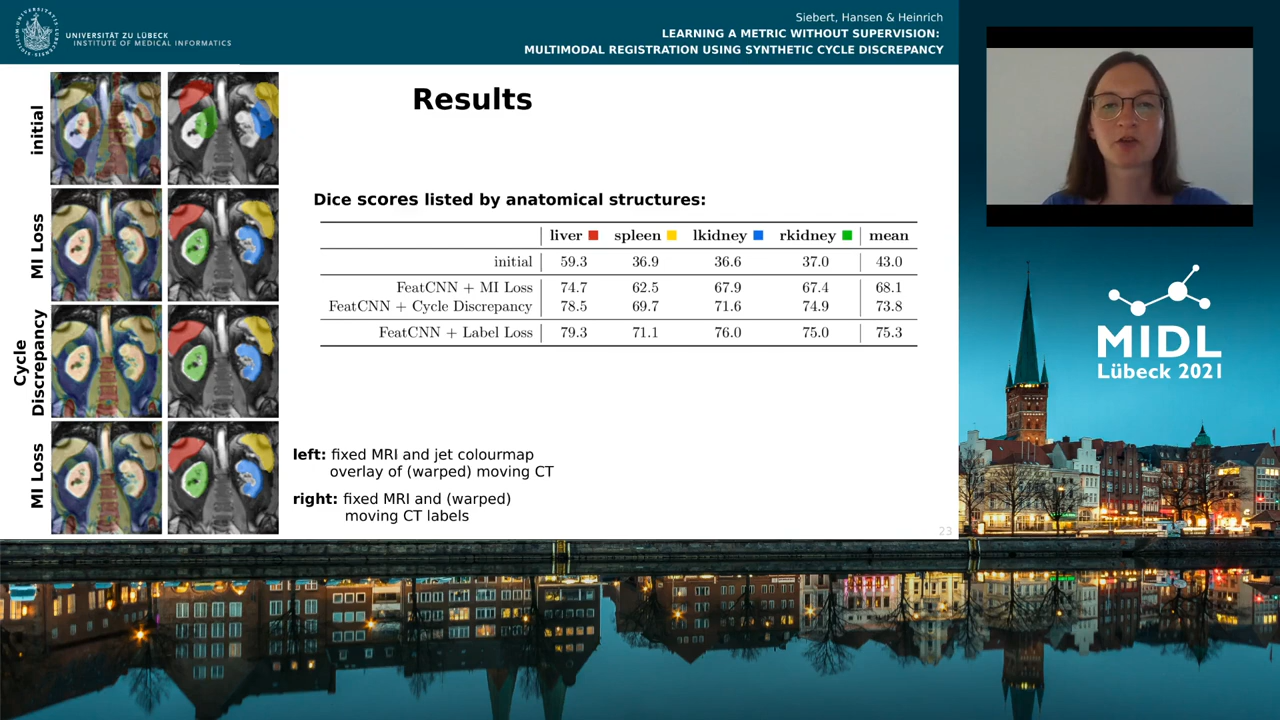 UNIVERSITÄT ZU LÜBECK
INSTITUTE OF MEDICAL INFORMATICS
Siebert, Hansen & Heinrich
LEARNING A METRIC WITHOUT SUPERVISION:
MULTIMODAL REGISTRATION USING SYNTHETIC CYCLE DISCREPANCY
Results
initial
MI Loss
Cycle
Discrepancy
MI Loss
Dice scores listed by anatomical structures:
liver spleen lkidney rkidney mean
initial 59.3 36.9 36.6 37.0 43.0
FeatCNN + MI Loss 74.7 62.5 67.9 67.4 68.1
FeatCNN + Cycle Discrepancy 78.5 69.7 71.6 74.9 73.8
FeatCNN + Label Loss 79.3 71.1 76.0 75.0 75.3
left: fixed MRI and jet colourmap
overlay of (warped) moving CT
right: fixed MRI and (warped)
moving CT labels
23
MIDL
Lübeck 2021